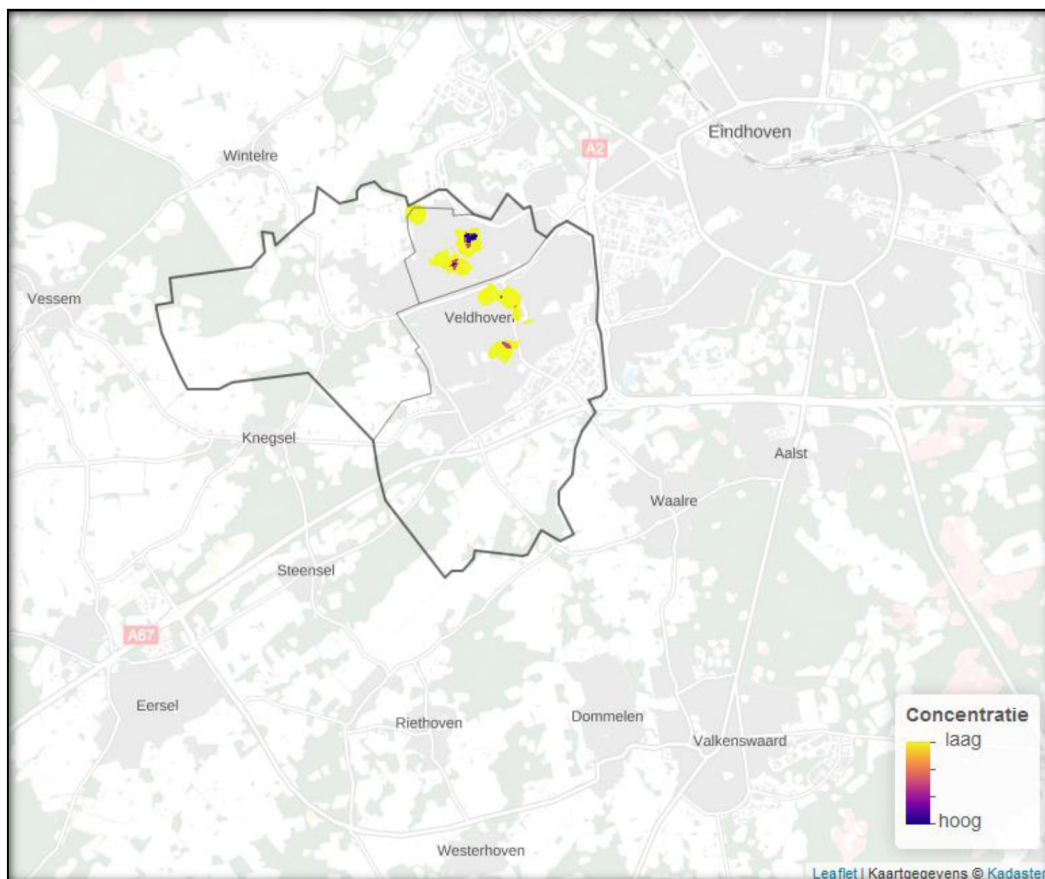 Eindhoven
A2
Wintelre
Vessem
Veldhoven
Knegsel
Aalst
Waalre
Steensel
A67
Eersel
Riethoven
Dommelen
Valkenswaard
Westerhoven
Concentratie
laag
hoog
Leaflet | Kaartgegevens © Kadaster